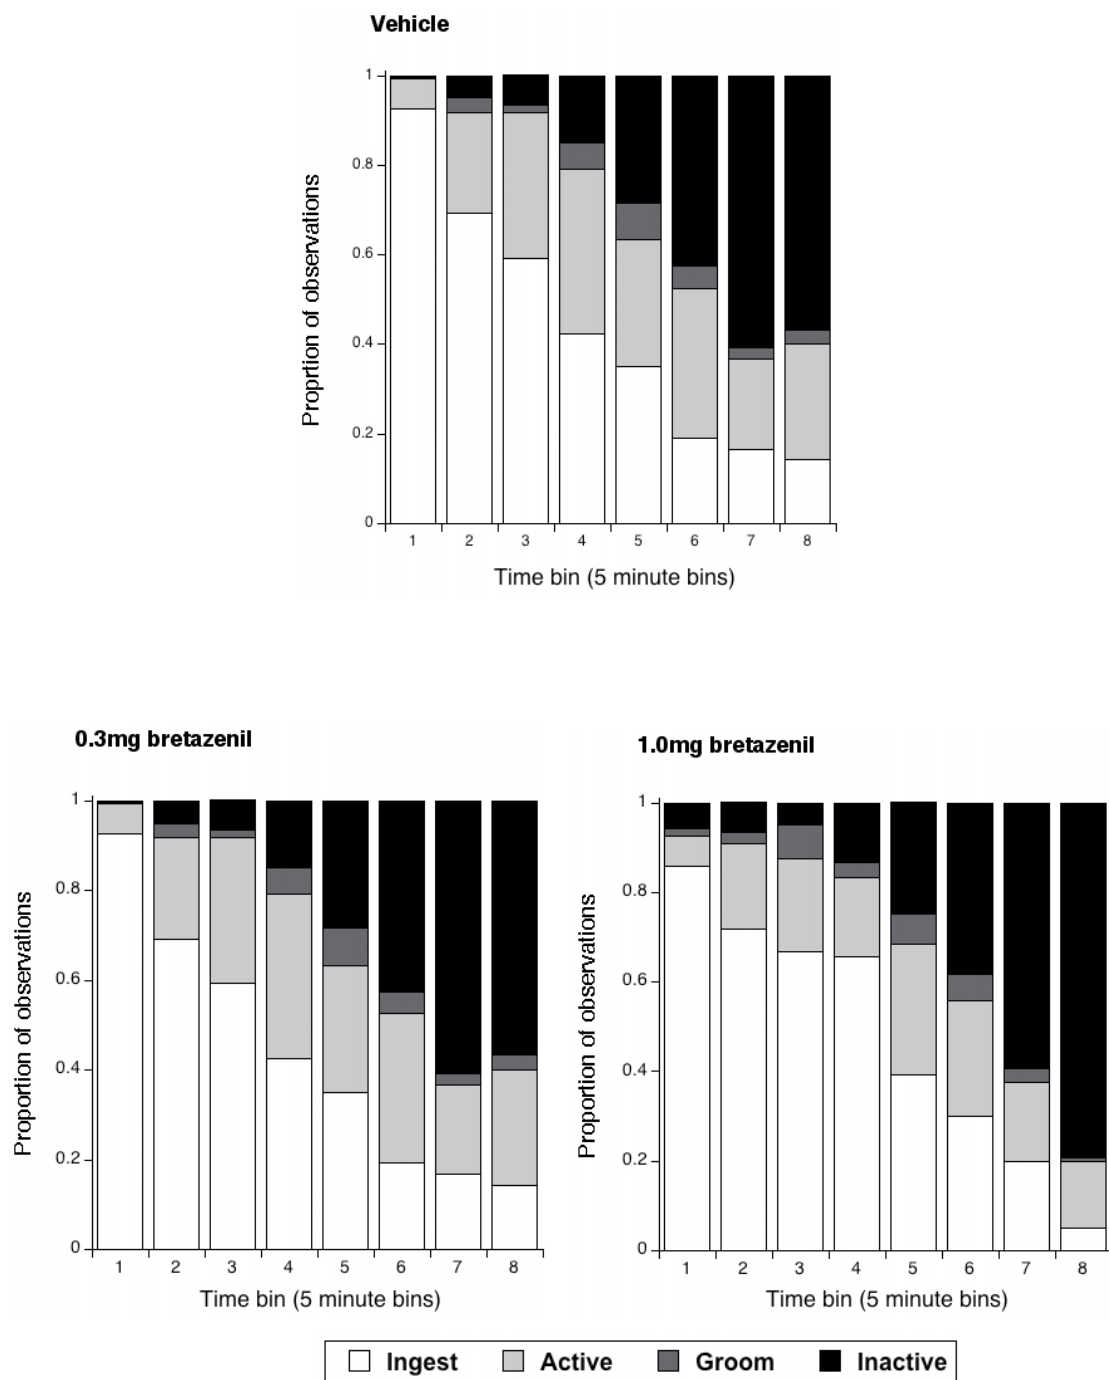 Vehicle
Proprtion of observations
1
0.8
0.6
0.4
0.2
0
1 2 3 4 5 6 7 8
Time bin (5 minute bins)
0.3mg bretazenil
Proportion of observations
1
0.8
0.6
0.4
0.2
0
1 2 3 4 5 6 7 8
Time bin (5 minute bins)
1.0mg bretazenil
Proportion of observations
1
0.8
0.6
0.4
0.2
0
1 2 3 4 5 6 7 8
Time bin (5 minute bins)
Ingest Active Groom Inactive